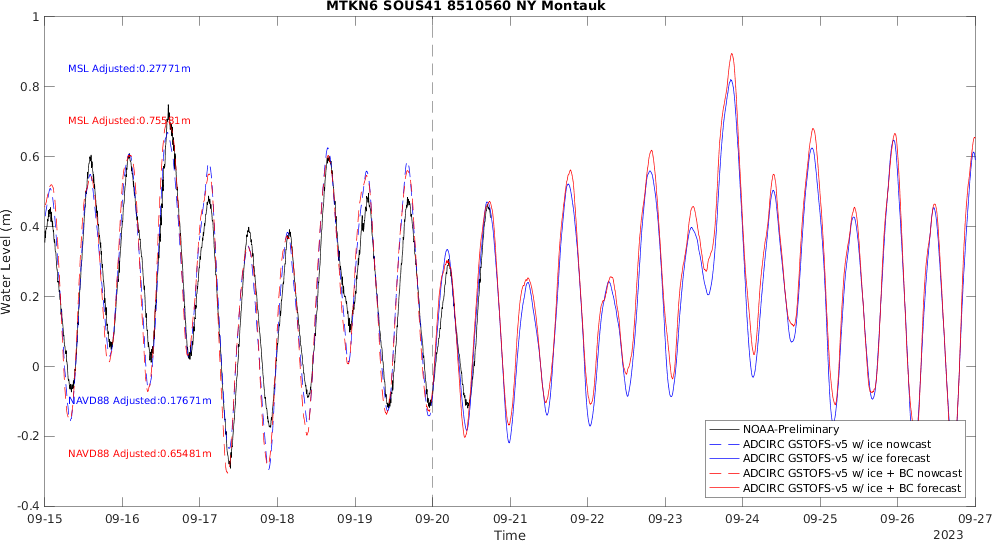 MTKN6 SOUS41 8510560 NY Montauk
1
0.8
0.6
0.4
0.2
0
-0.2
-0.4
Water Level (m)
MSL Adjusted:0.27771m
MSL Adjusted:0.75581m
NAVD88 Adjusted:0.17671m
NAVD88 Adjusted:0.65481m
NOAA-Preliminary
ADCIRC GSTOFS-v5 w/ ice nowcast
ADCIRC GSTOFS-v5 w/ ice forecast
ADCIRC GSTOFS-v5 w/ ice + BC nowcast
ADCIRC GSTOFS-v5 w/ ice + BC forecast
09-15 09-16 09-17 09-18 09-19 09-20 09-21 09-22 09-23 09-24 09-25 09-26 09-27
Time
2023